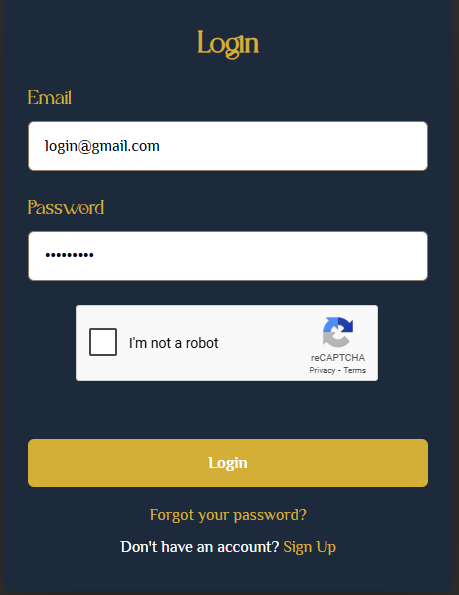 Login
Email
login@gmail.com
Password
•••••••••
I'm not a robot
reCAPTCHA
Privacy - Terms
Login
Forgot your password?
Don't have an account? Sign Up